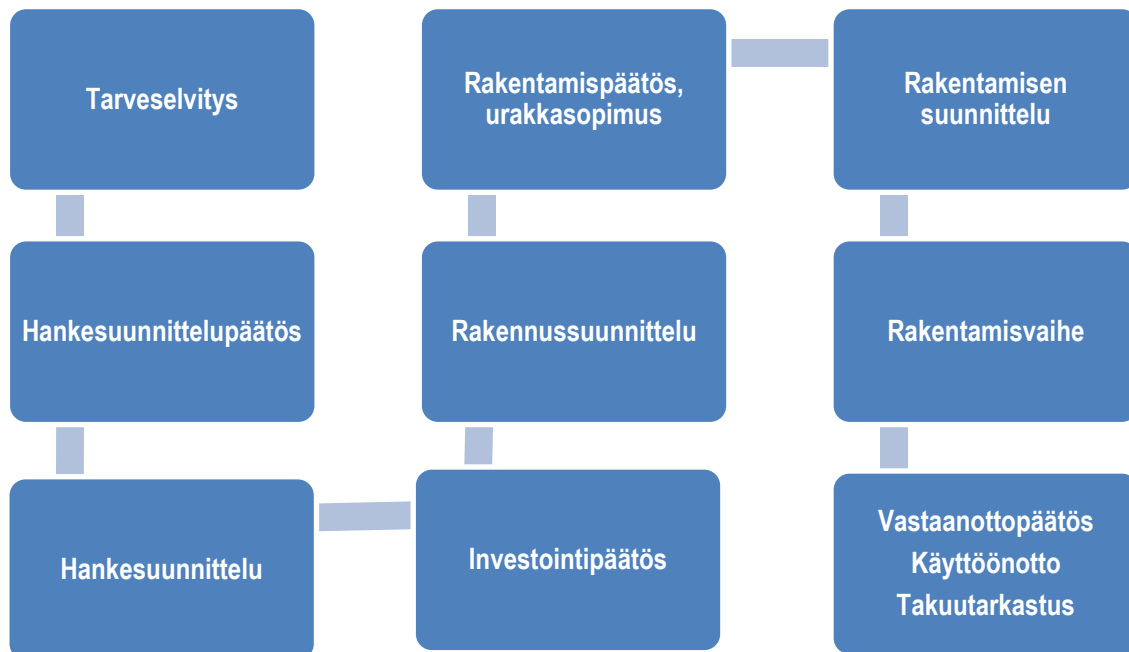 Tarveselvitys
Hankesuunnittelupäätös
Hankesuunnittelu
Investointipäätös
Rakennussuunnittelu
Rakentamispäätös,
urakkasopimus
Rakentamisen
suunnittelu
Rakentamisvaihe
Vastaanottopäätös
Käyttöönotto
Takuutarkastus